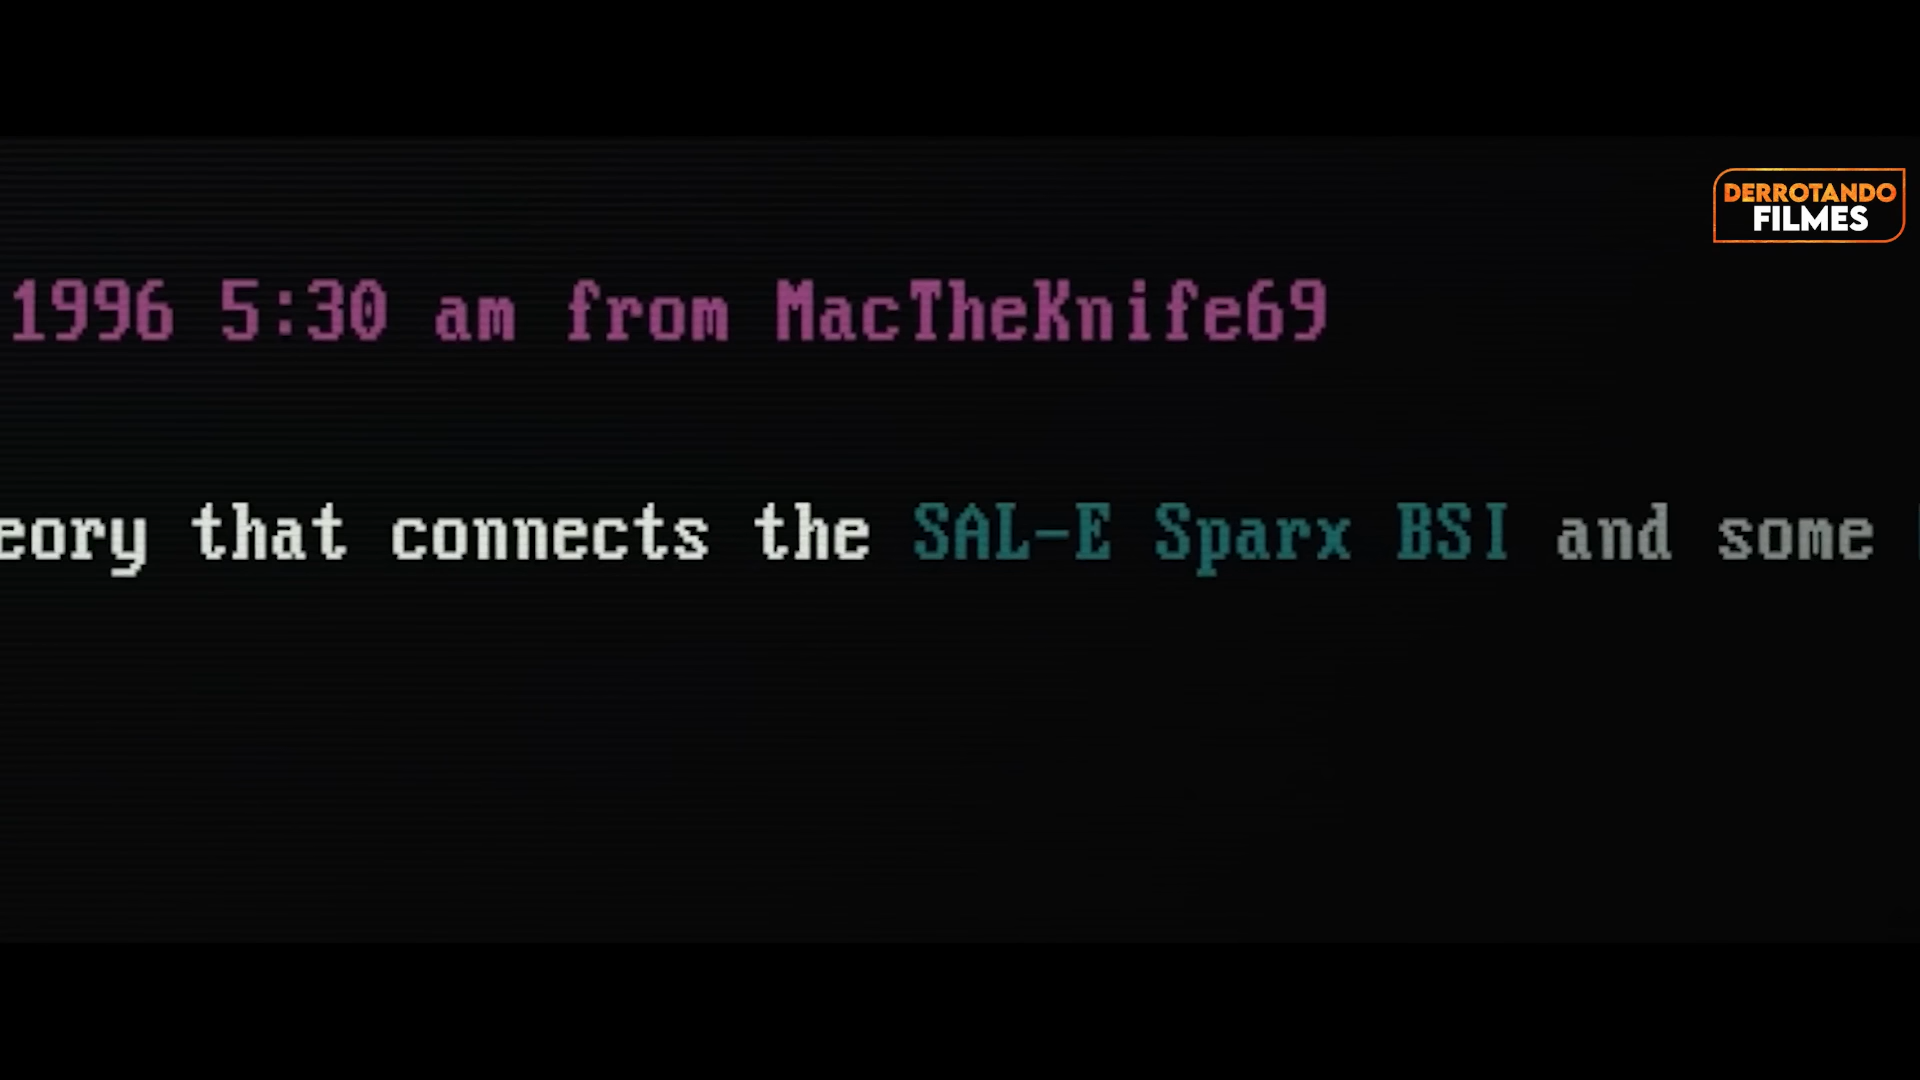 DERROTANDO
FILMES
1996 5:30 am from MacTheKnife69
eory that connects the SAL-E Sparx BSI and some